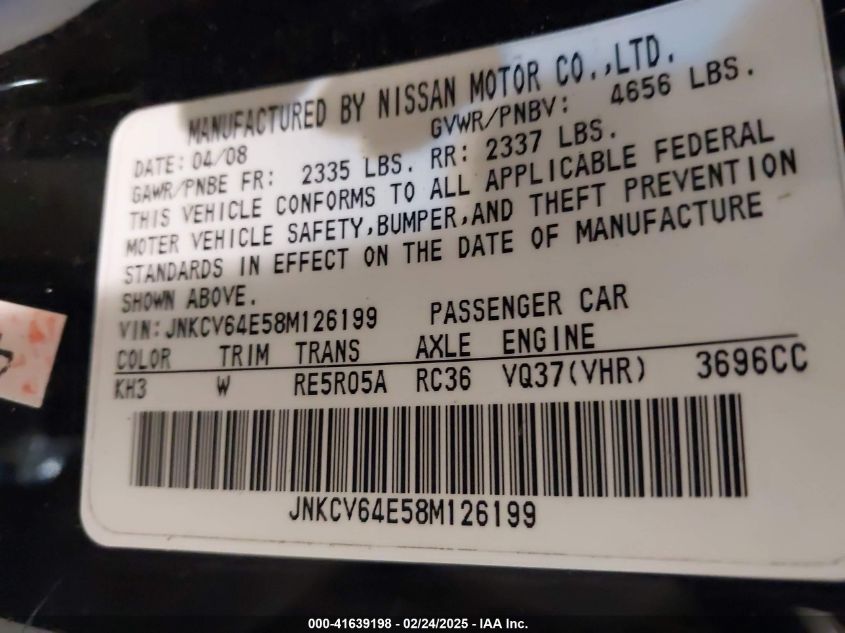 MANUFACTURED BY NISSAN MOTOR CO.,LTD.
DATE: 04/08 GVWR/PNBV: 4656 LBS.
GAWR/PNBE FR: 2335 LBS. RR: 2337 LBS.
THIS VEHICLE CONFORMS TO ALL APPLICABLE FEDERAL
MOTER VEHICLE SAFETY,BUMPER,AND THEFT PREVENTION
STANDARDS IN EFFECT ON THE DATE OF MANUFACTURE
SHOWN ABOVE.
VIN: JNKCV64E58M126199 PASSENGER CAR
COLOR TRIM TRANS AXLE ENGINE
KH3 W RE5R05A RC36 VQ37(VHR) 3696CC
JNKCV64E58M126199
000-41639198 - 02/24/2025 - IAA Inc.